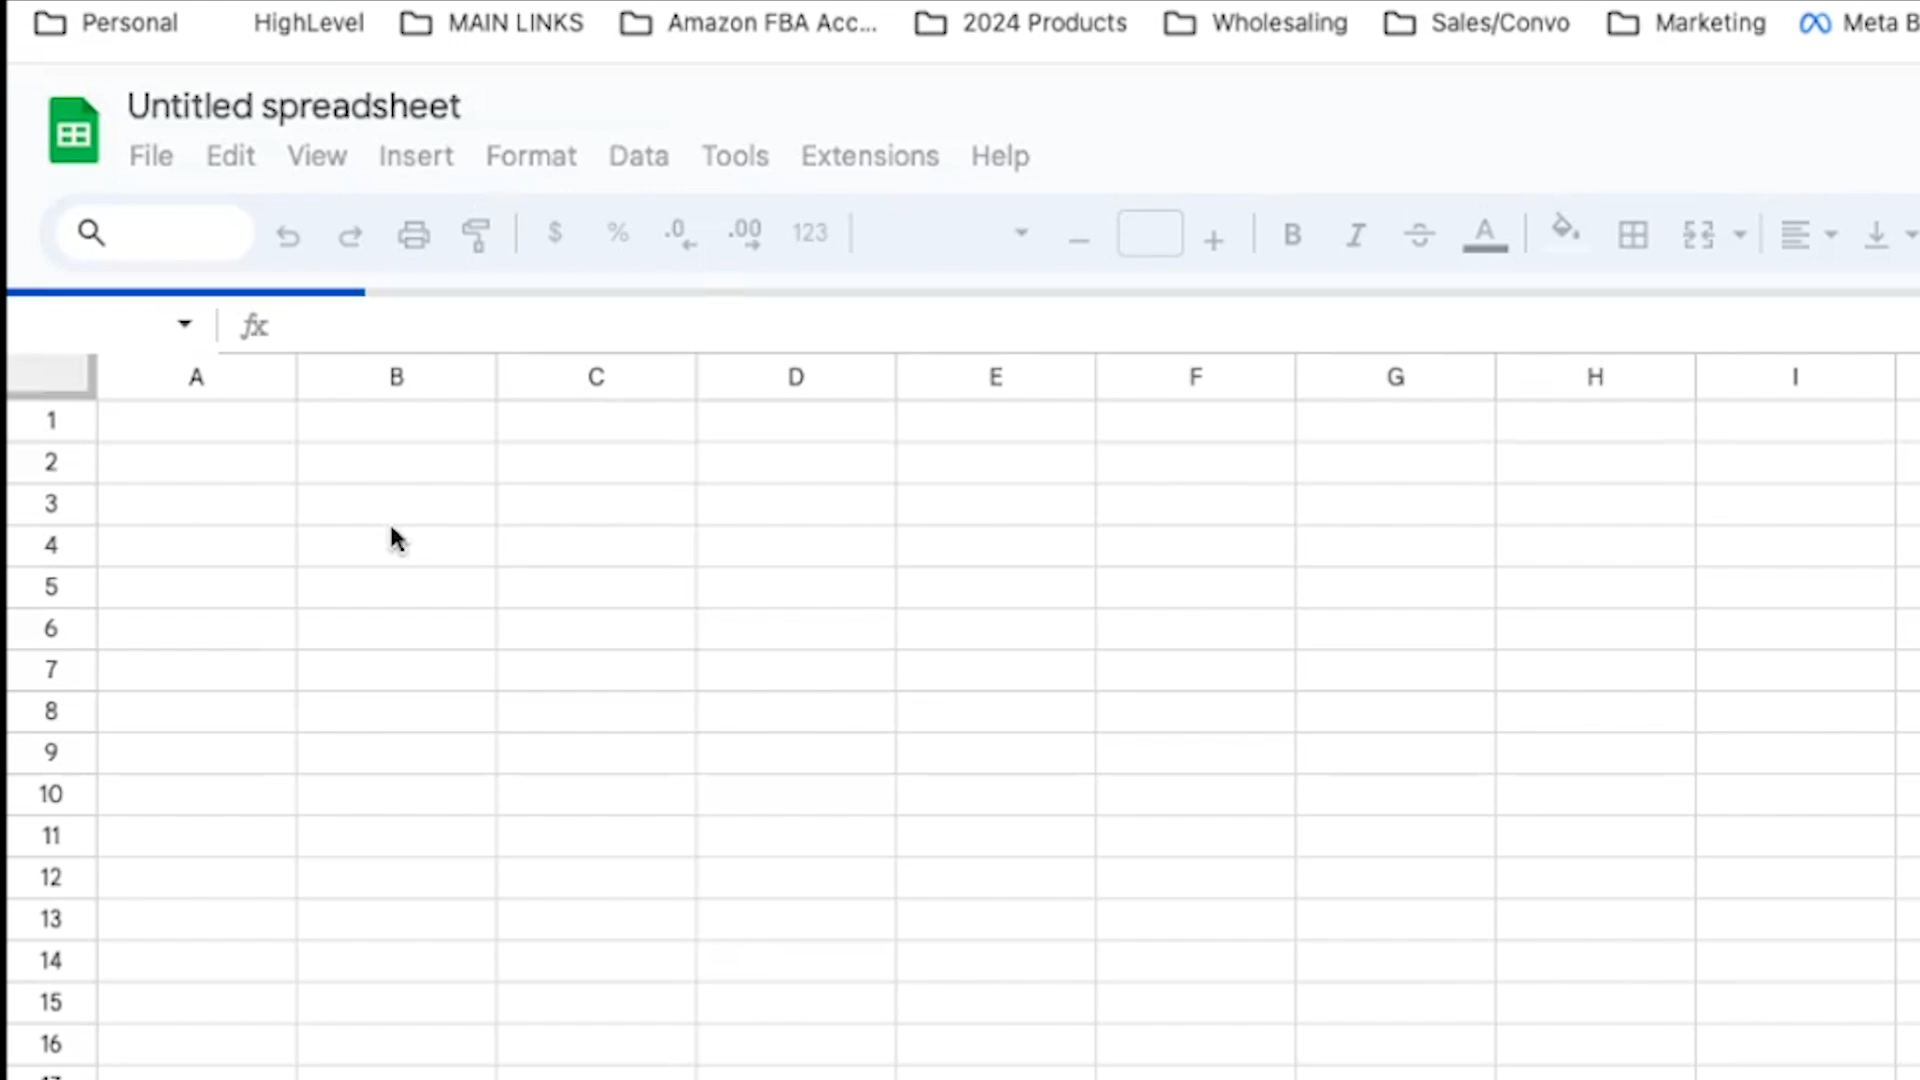 Personal HighLevel MAIN LINKS Amazon FBA Acc... 2024 Products Wholesaling Sales/Convo Marketing Meta B
Untitled spreadsheet
File Edit View Insert Format Data Tools Extensions Help
$ % .0 .00 123 B I S A
fx
A B C D E F G H I
1
2
3
4
5
6
7
8
9
10
11
12
13
14
15
16